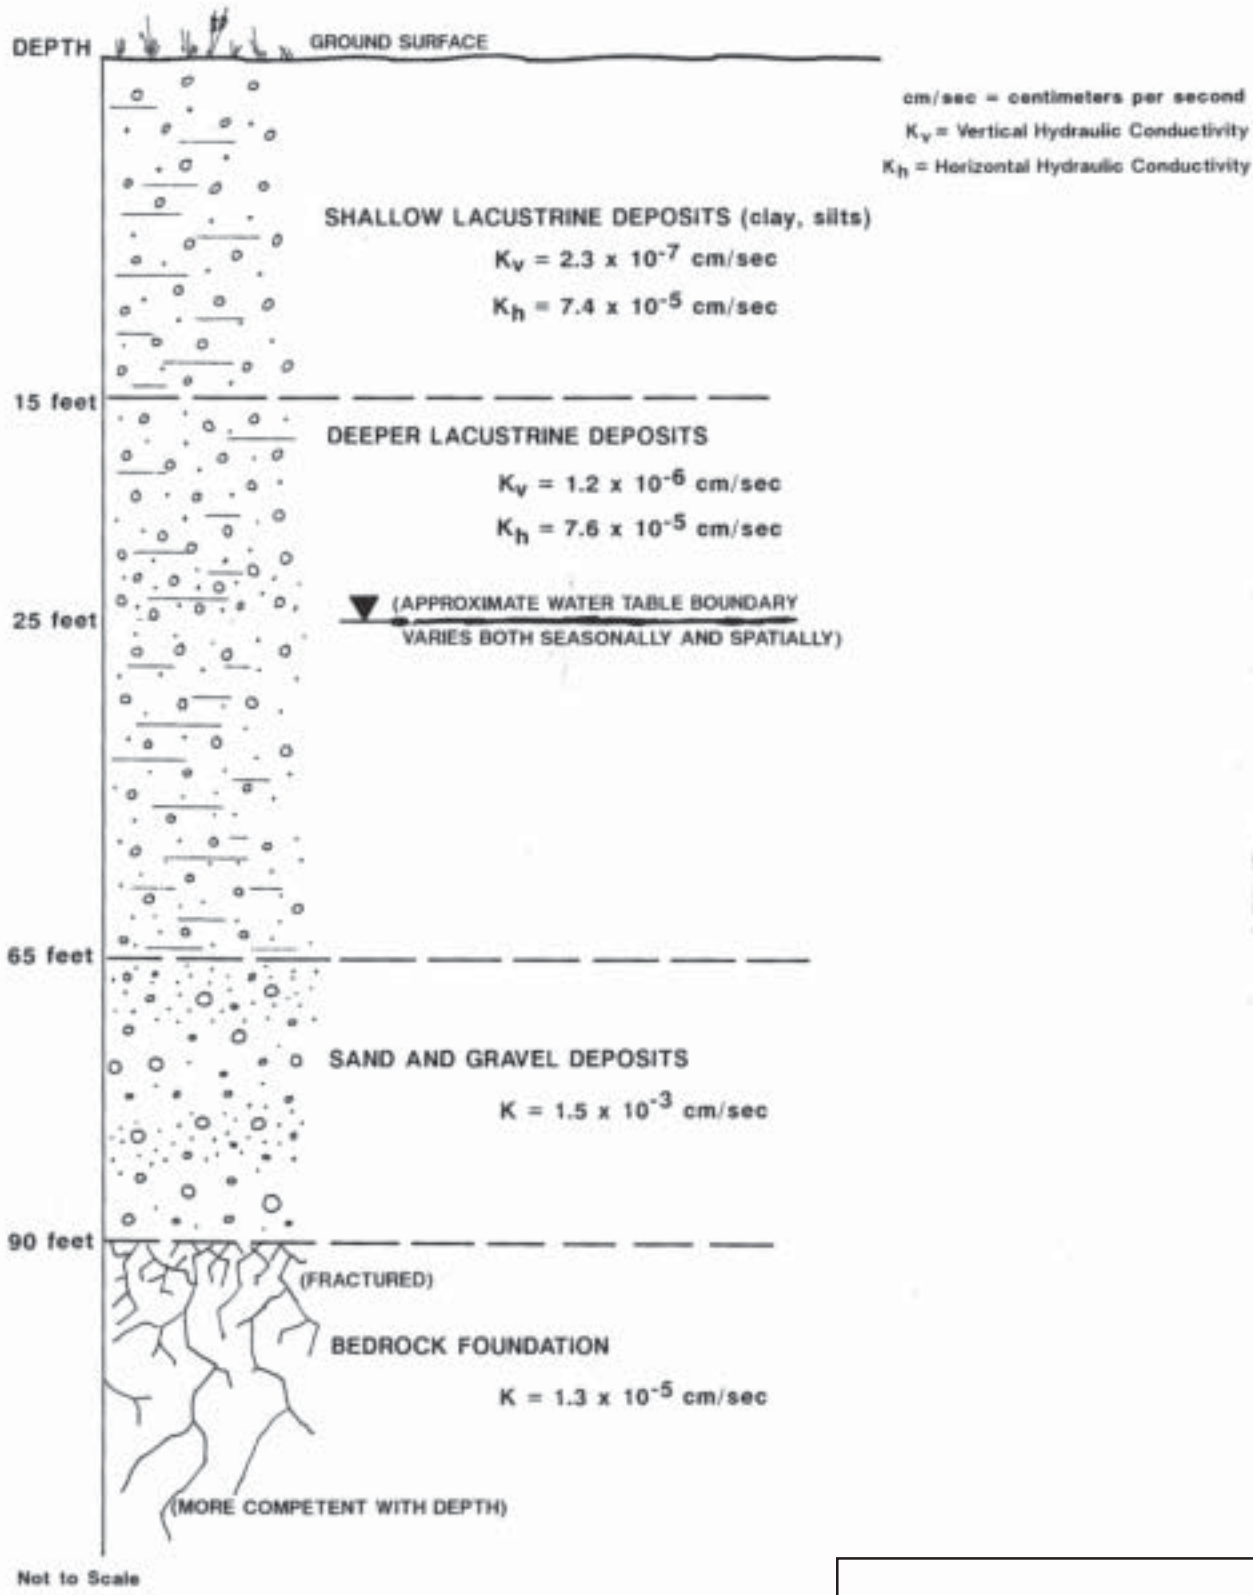 DEPTH
GROUND SURFACE
cm/sec = centimeters per second
Kv = Vertical Hydraulic Conductivity
Kh = Horizontal Hydraulic Conductivity
SHALLOW LACUSTRINE DEPOSITS (clay, silts)
Kv = 2.3 x 10⁻⁷ cm/sec
Kh = 7.4 x 10⁻⁵ cm/sec
15 feet
DEEPER LACUSTRINE DEPOSITS
Kv = 1.2 x 10⁻⁶ cm/sec
Kh = 7.6 x 10⁻⁵ cm/sec
(APPROXIMATE WATER TABLE BOUNDARY
25 feet
VARIES BOTH SEASONALLY AND SPATIALLY)
65 feet
SAND AND GRAVEL DEPOSITS
K = 1.5 x 10⁻³ cm/sec
90 feet
(FRACTURED)
BEDROCK FOUNDATION
K = 1.3 x 10⁻⁵ cm/sec
(MORE COMPETENT WITH DEPTH)
Not to Scale